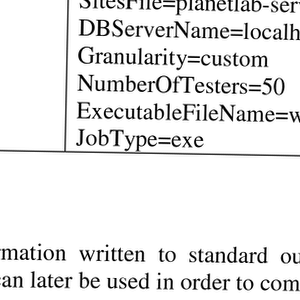 SitesFile=planetlab-ser
DBServerName=localh
Granularity=custom
NumberOfTesters=50
ExecutableFileName=w
JobType=exe
rmation written to standard ou
can later be used in order to com